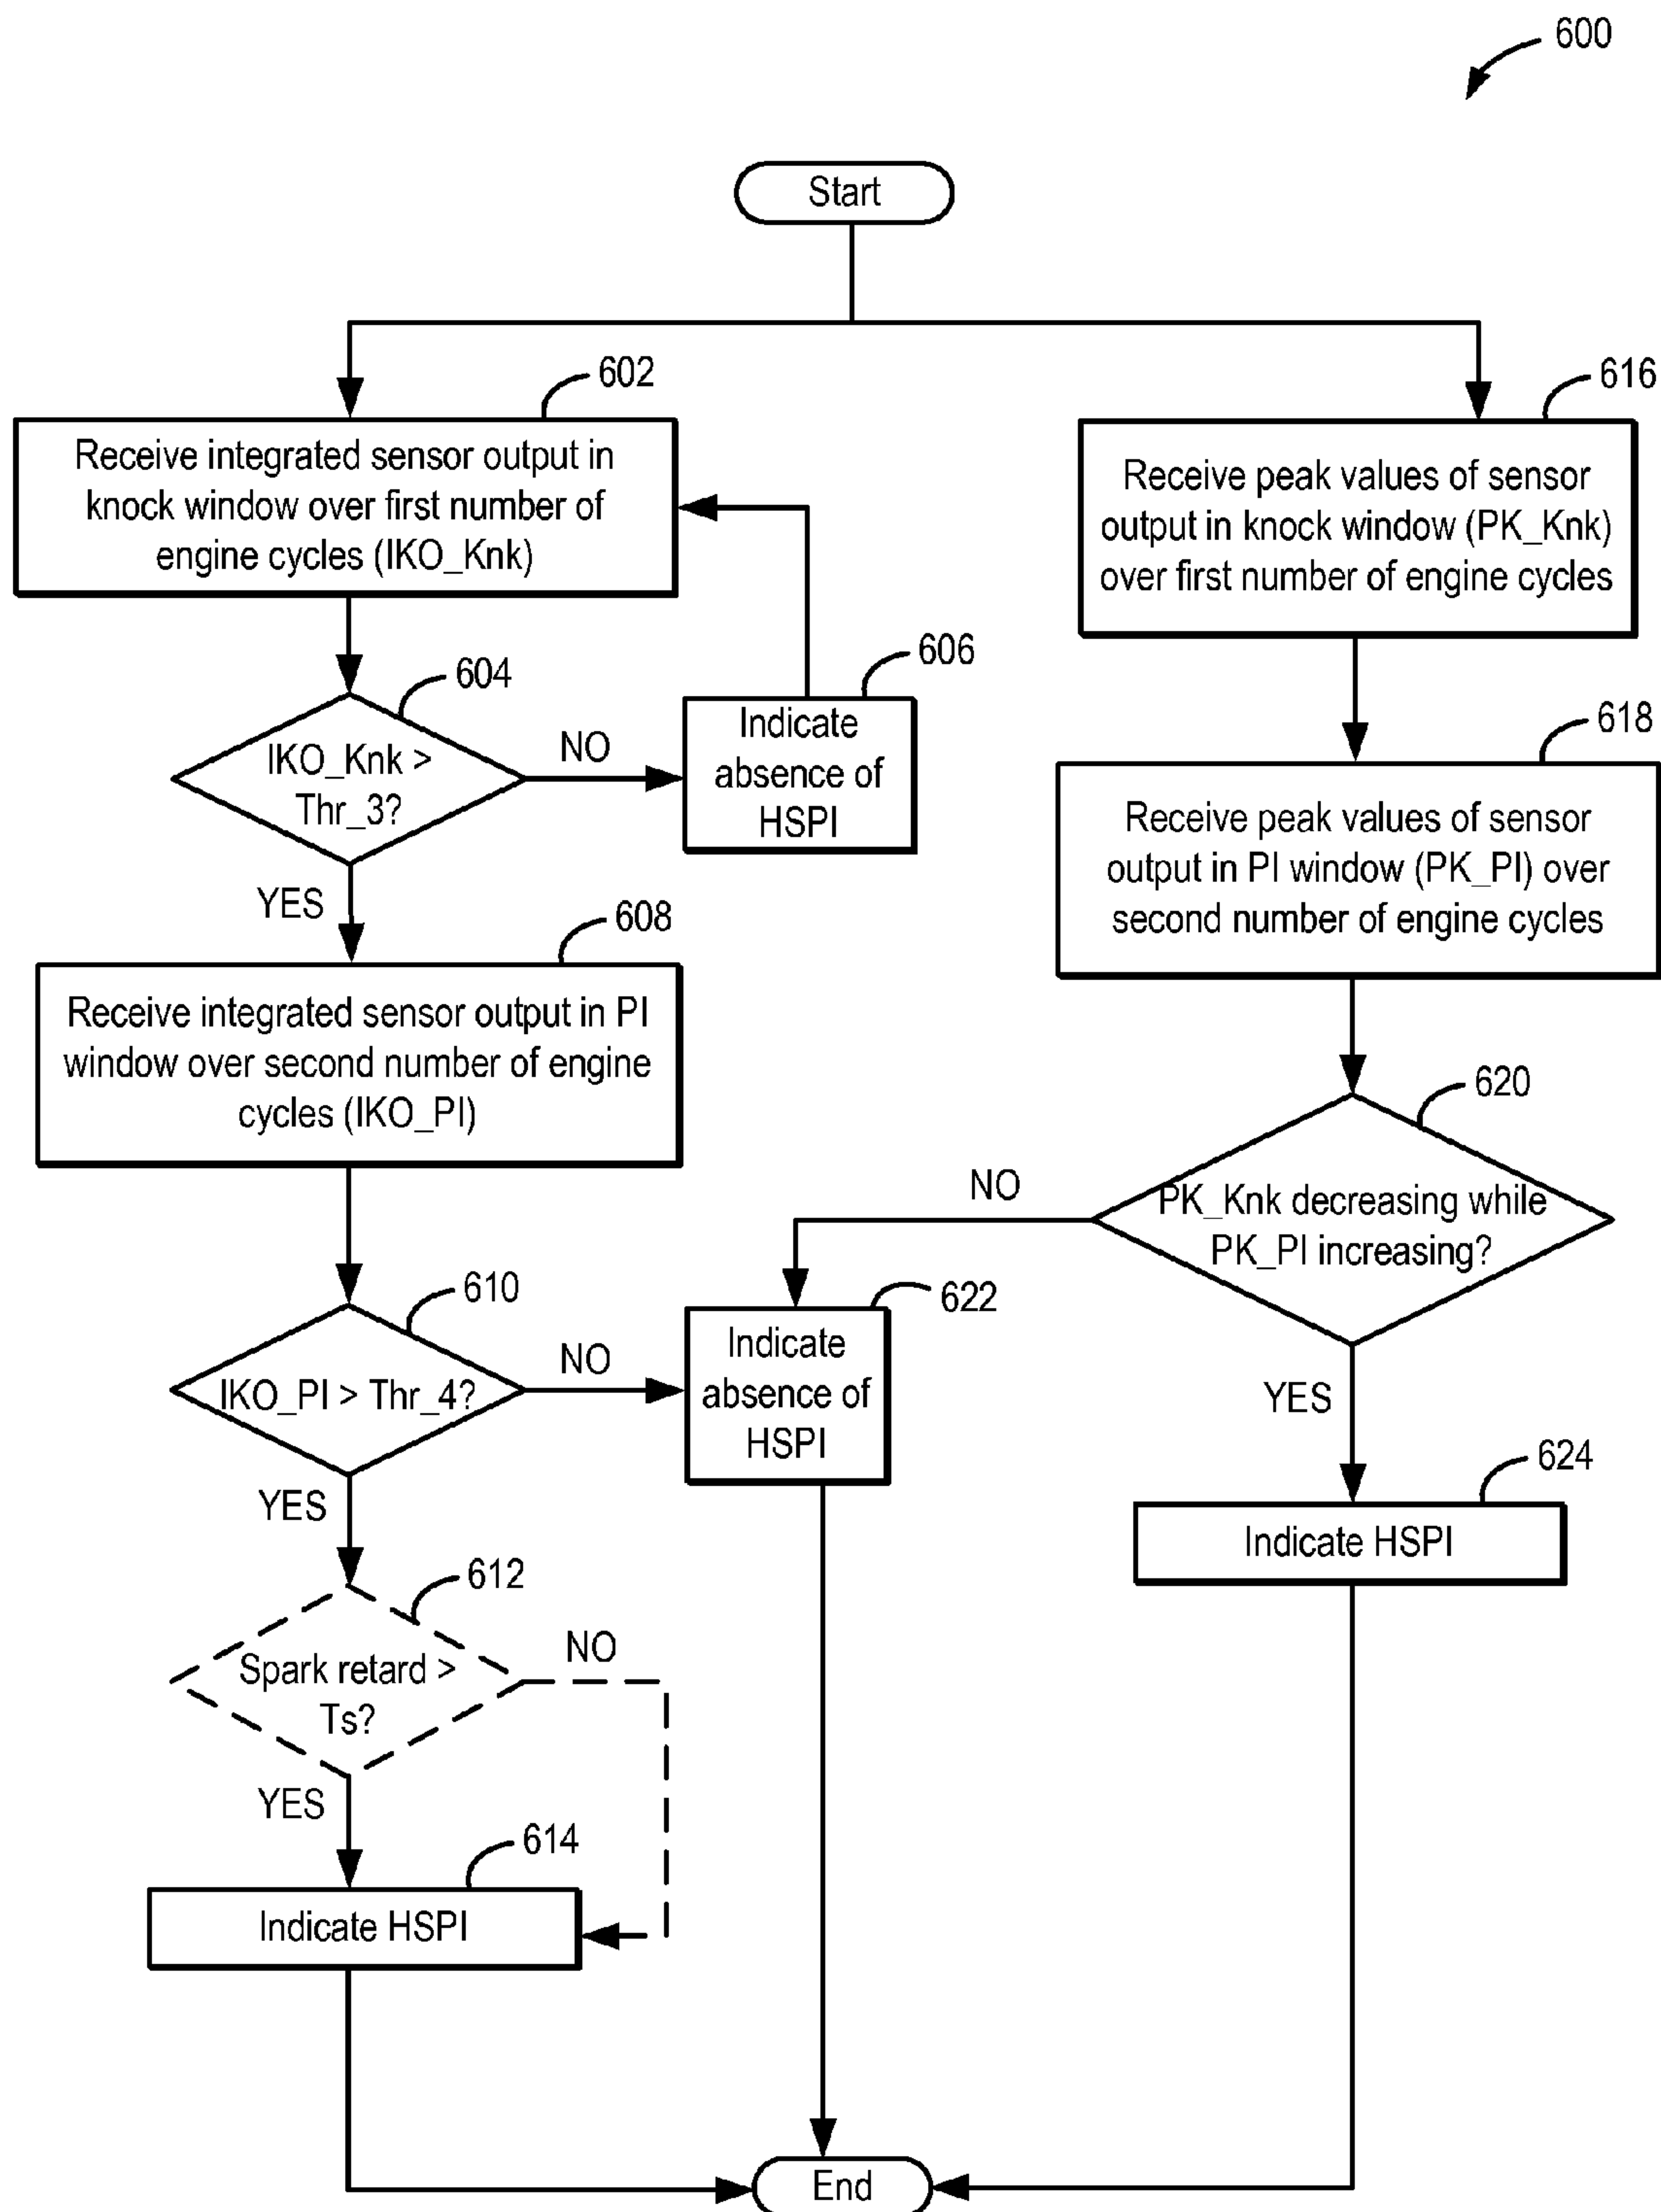 600
Start
602
Receive integrated sensor output in
knock window over first number of
engine cycles (IKO_Knk)
604
IKO_Knk >
Thr_3?
NO
606
Indicate
absence of
HSPI
YES
608
Receive integrated sensor output in PI
window over second number of engine
cycles (IKO_PI)
610
IKO_PI > Thr_4?
NO
YES
612
Spark retard >
Ts?
NO
YES
614
Indicate HSPI
616
Receive peak values of sensor
output in knock window (PK_Knk)
over first number of engine cycles
618
Receive peak values of sensor
output in PI window (PK_PI) over
second number of engine cycles
620
PK_Knk decreasing while
PK_PI increasing?
NO
622
Indicate
absence of
HSPI
YES
624
Indicate HSPI
End